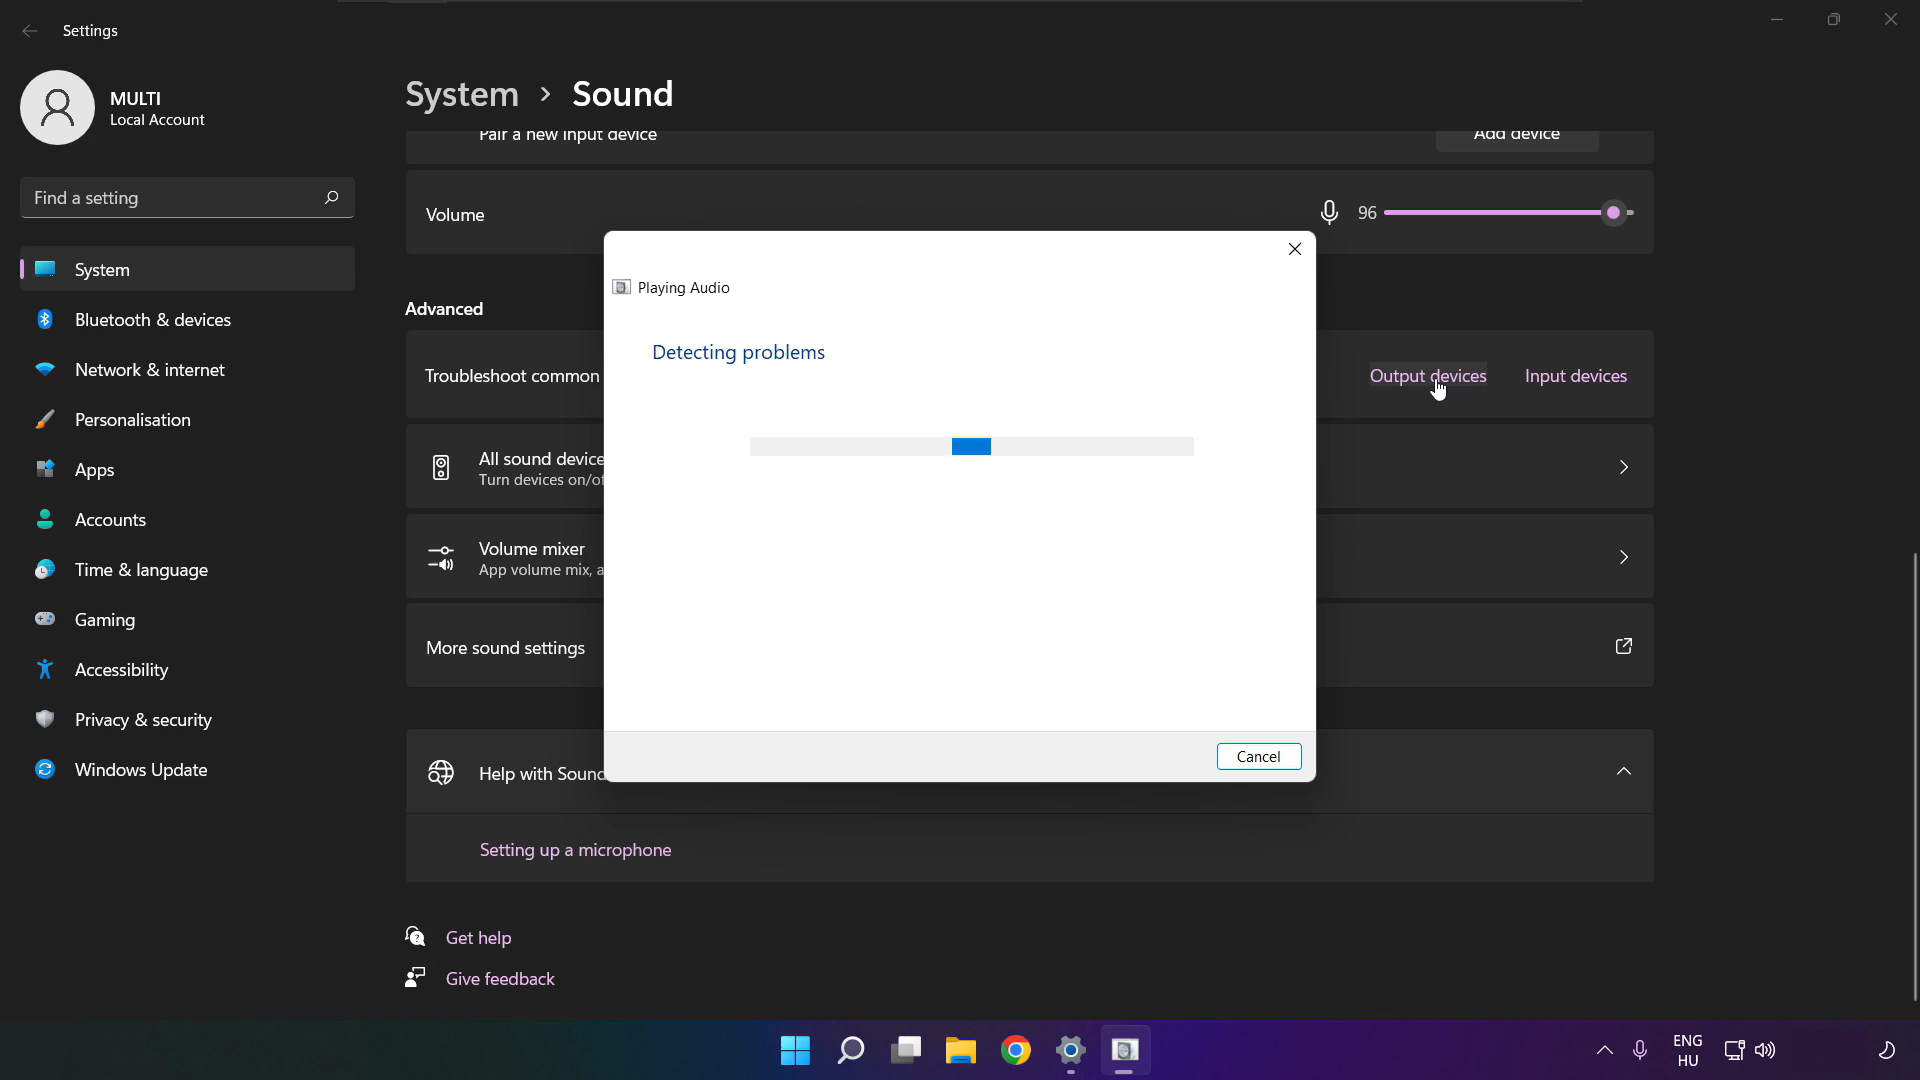 Settings
MULTI
Local Account
Find a setting
System
Bluetooth & devices
Network & internet
Personalisation
Apps
Accounts
Time & language
Gaming
Accessibility
Privacy & security
Windows Update
System > Sound
Pair a new input device
Add device
Volume
96
Advanced
Troubleshoot common
Output devices
Input devices
All sound device
Turn devices on/of
Volume mixer
App volume mix, a
More sound settings
Help with Sound
Setting up a microphone
Get help
Give feedback
Playing Audio
Detecting problems
Cancel
ENG
HU